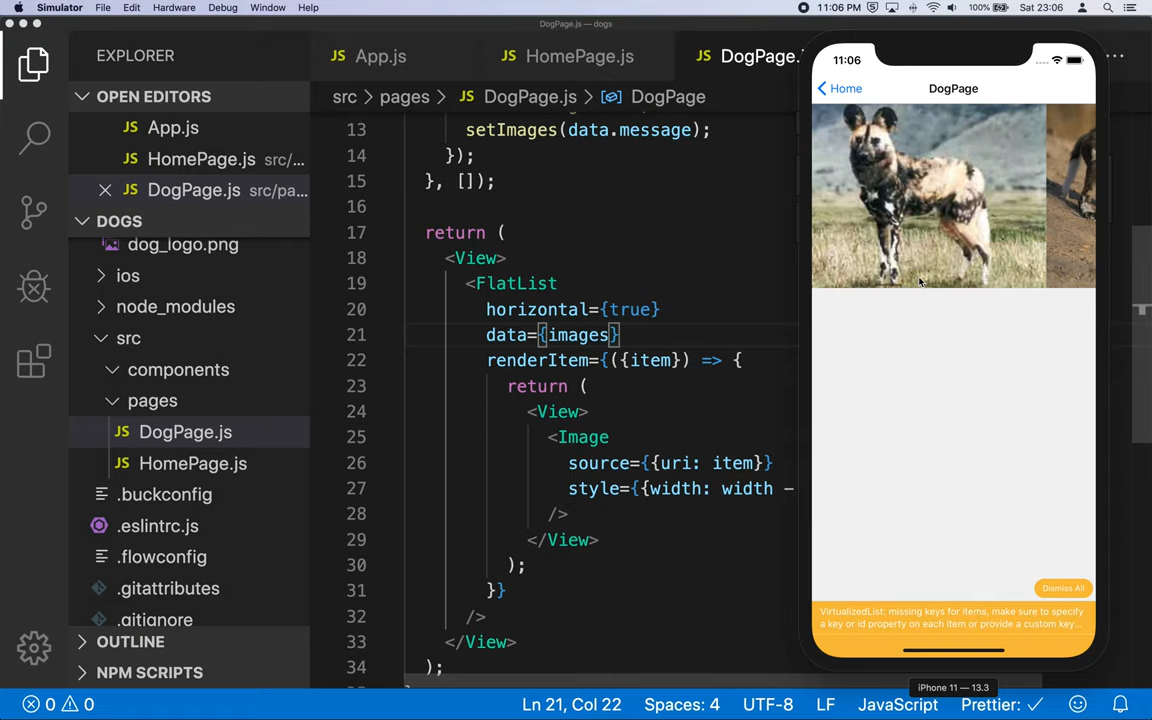 Simulator File Edit Hardware Debug Window Help 11:06 PM 100% Sat 23:06
DogPage.js — dogs
EXPLORER
OPEN EDITORS
JS App.js
JS HomePage.js src/...
JS DogPage.js src/pa...
DOGS
dog_logo.png
ios
node_modules
src
components
pages
JS DogPage.js
JS HomePage.js
.buckconfig
.eslintrc.js
.flowconfig
.gitattributes
.gitignore
OUTLINE
NPM SCRIPTS
JS App.js JS HomePage.js JS DogPage.
src > pages > JS DogPage.js > DogPage
13 setImages(data.message);
14 });
15 }, []);
16
17 return (
18 <View>
19 <FlatList
20 horizontal={true}
21 data={images}
22 renderItem={({item}) => {
23 return (
24 <View>
25 <Image
26 source={{uri: item}}
27 style={{width: width -
28 />
29 </View>
30 );
31 }}
32 />
33 </View>
34 );
11:06
Home DogPage
Dismiss All
VirtualizedList: missing keys for items, make sure to specify
a key or id property on each item or provide a custom key...
iPhone 11 — 13.3
0 0 Ln 21, Col 22 Spaces: 4 UTF-8 LF JavaScript Prettier: ✓